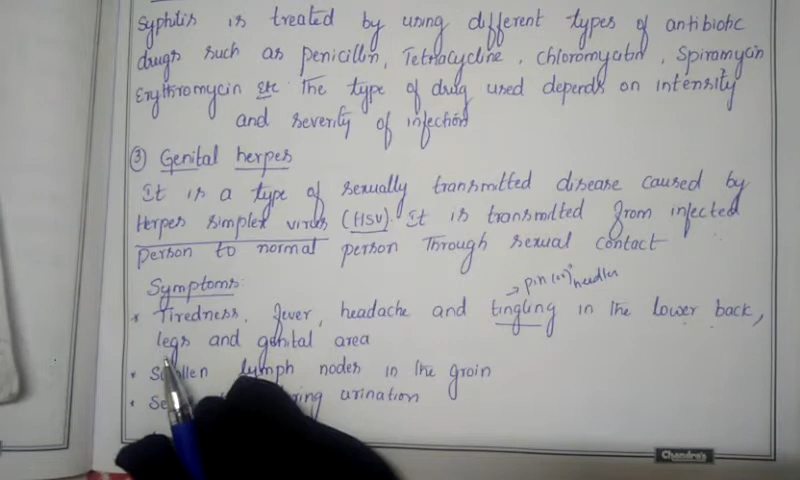 Syphilis is treated by using different types of antibiotic
drugs such as penicillin, Tetracycline, chloromycetin, Spiramycin
Erythromycin etc The type of drug used depends on intensity
and severity of infection
③ Genital herpes
It is a type of sexually transmitted disease caused by
Herpes simplex virus (HSV). It is transmitted from infected
person to normal person through sexual contact
Symptoms:
→ pin (or) needles
* Tiredness, fever, headache and tingling in the lower back,
legs and genital area
* lymph nodes in the groin
* urination
Chandra's